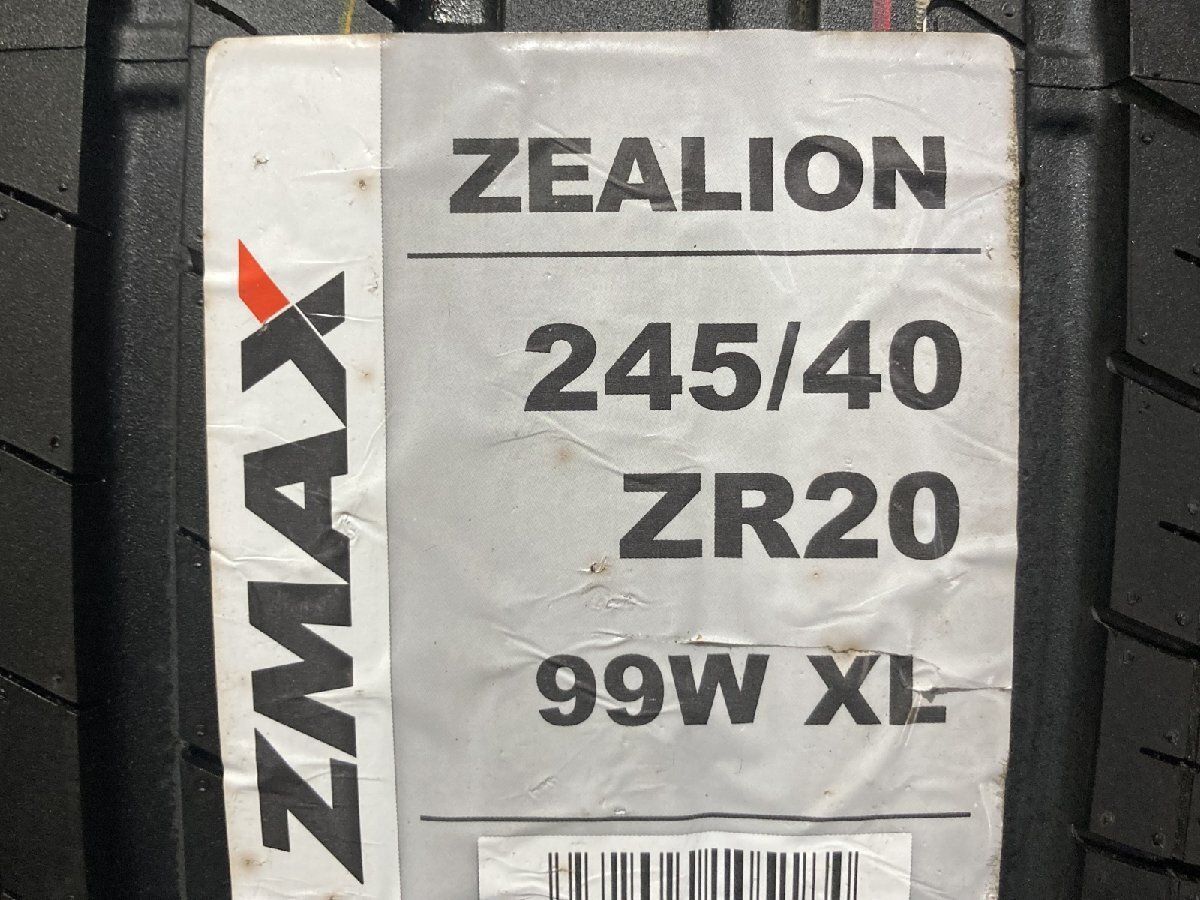 ZMAX
ZEALION
245/40
ZR20
99W XL